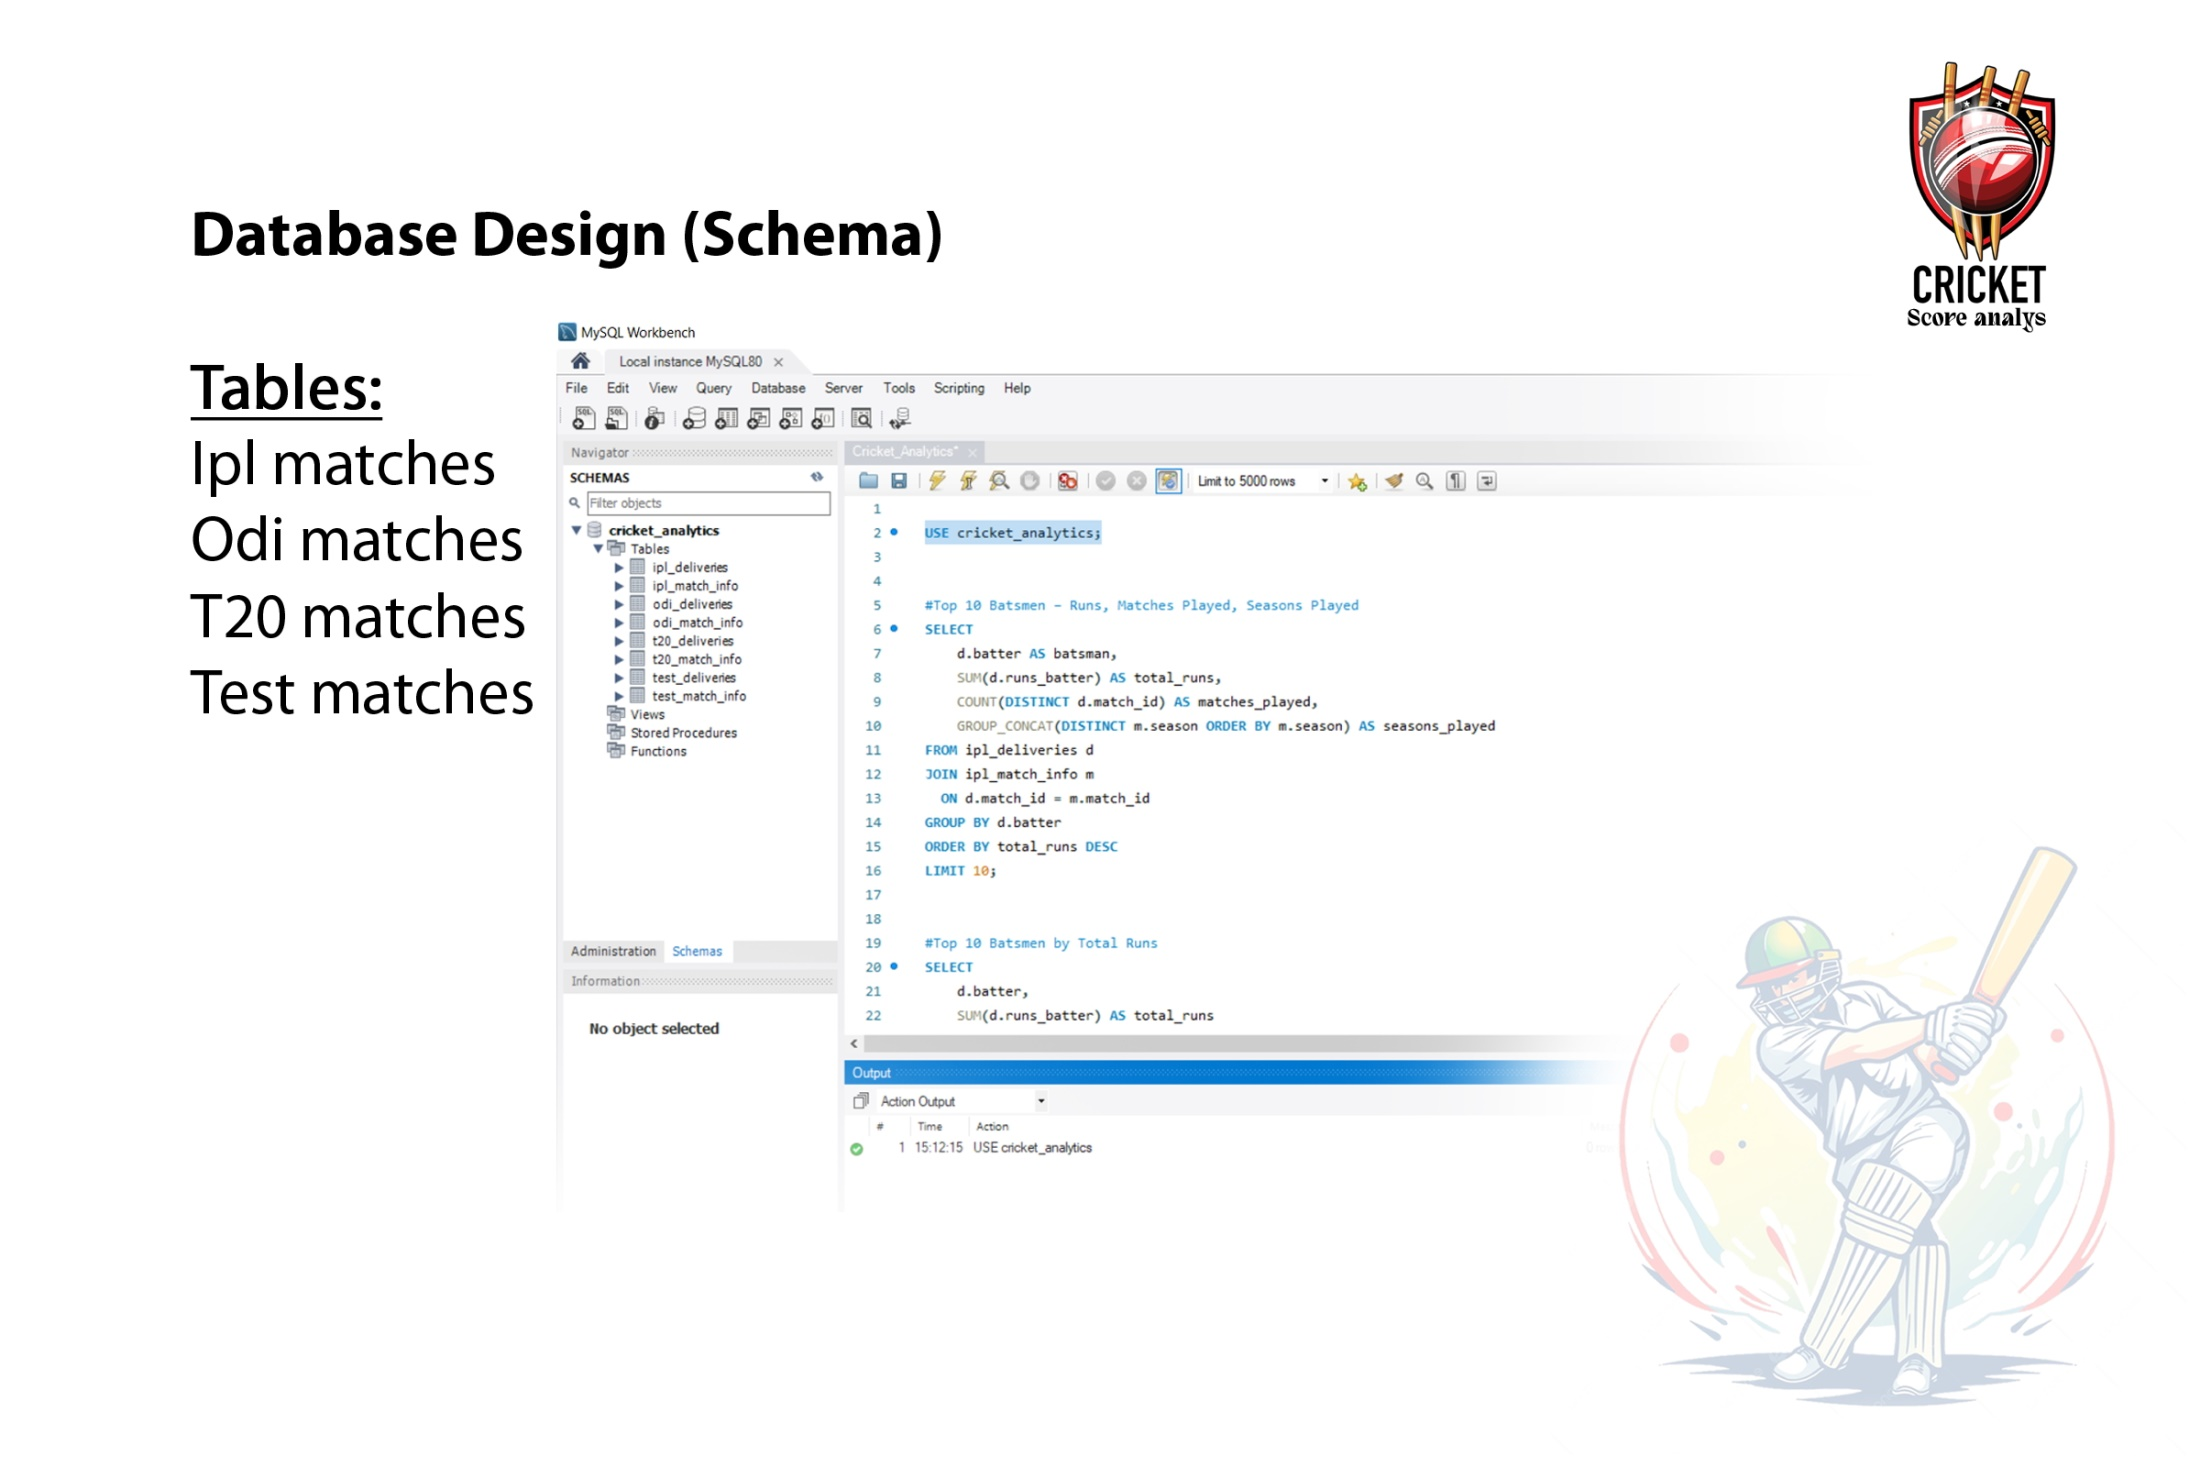 CRICKET
Score analys
Database Design (Schema)
Tables:
Ipl matches
Odi matches
T20 matches
Test matches
MySQL Workbench
Local instance MySQL80
File Edit View Query Database Server Tools Scripting Help
Navigator
SCHEMAS
Filter objects
cricket_analytics
Tables
ipl_deliveries
ipl_match_info
odi_deliveries
odi_match_info
t20_deliveries
t20_match_info
test_deliveries
test_match_info
Views
Stored Procedures
Functions
Administration Schemas
Information
No object selected
Cricket_Analytics*
Limit to 5000 rows
1
2 USE cricket_analytics;
3
4
5 #Top 10 Batsmen – Runs, Matches Played, Seasons Played
6 SELECT
7 d.batter AS batsman,
8 SUM(d.runs_batter) AS total_runs,
9 COUNT(DISTINCT d.match_id) AS matches_played,
10 GROUP_CONCAT(DISTINCT m.season ORDER BY m.season) AS seasons_played
11 FROM ipl_deliveries d
12 JOIN ipl_match_info m
13 ON d.match_id = m.match_id
14 GROUP BY d.batter
15 ORDER BY total_runs DESC
16 LIMIT 10;
17
18
19 #Top 10 Batsmen by Total Runs
20 SELECT
21 d.batter,
22 SUM(d.runs_batter) AS total_runs
Output
Action Output
# Time Action
1 15:12:15 USE cricket_analytics